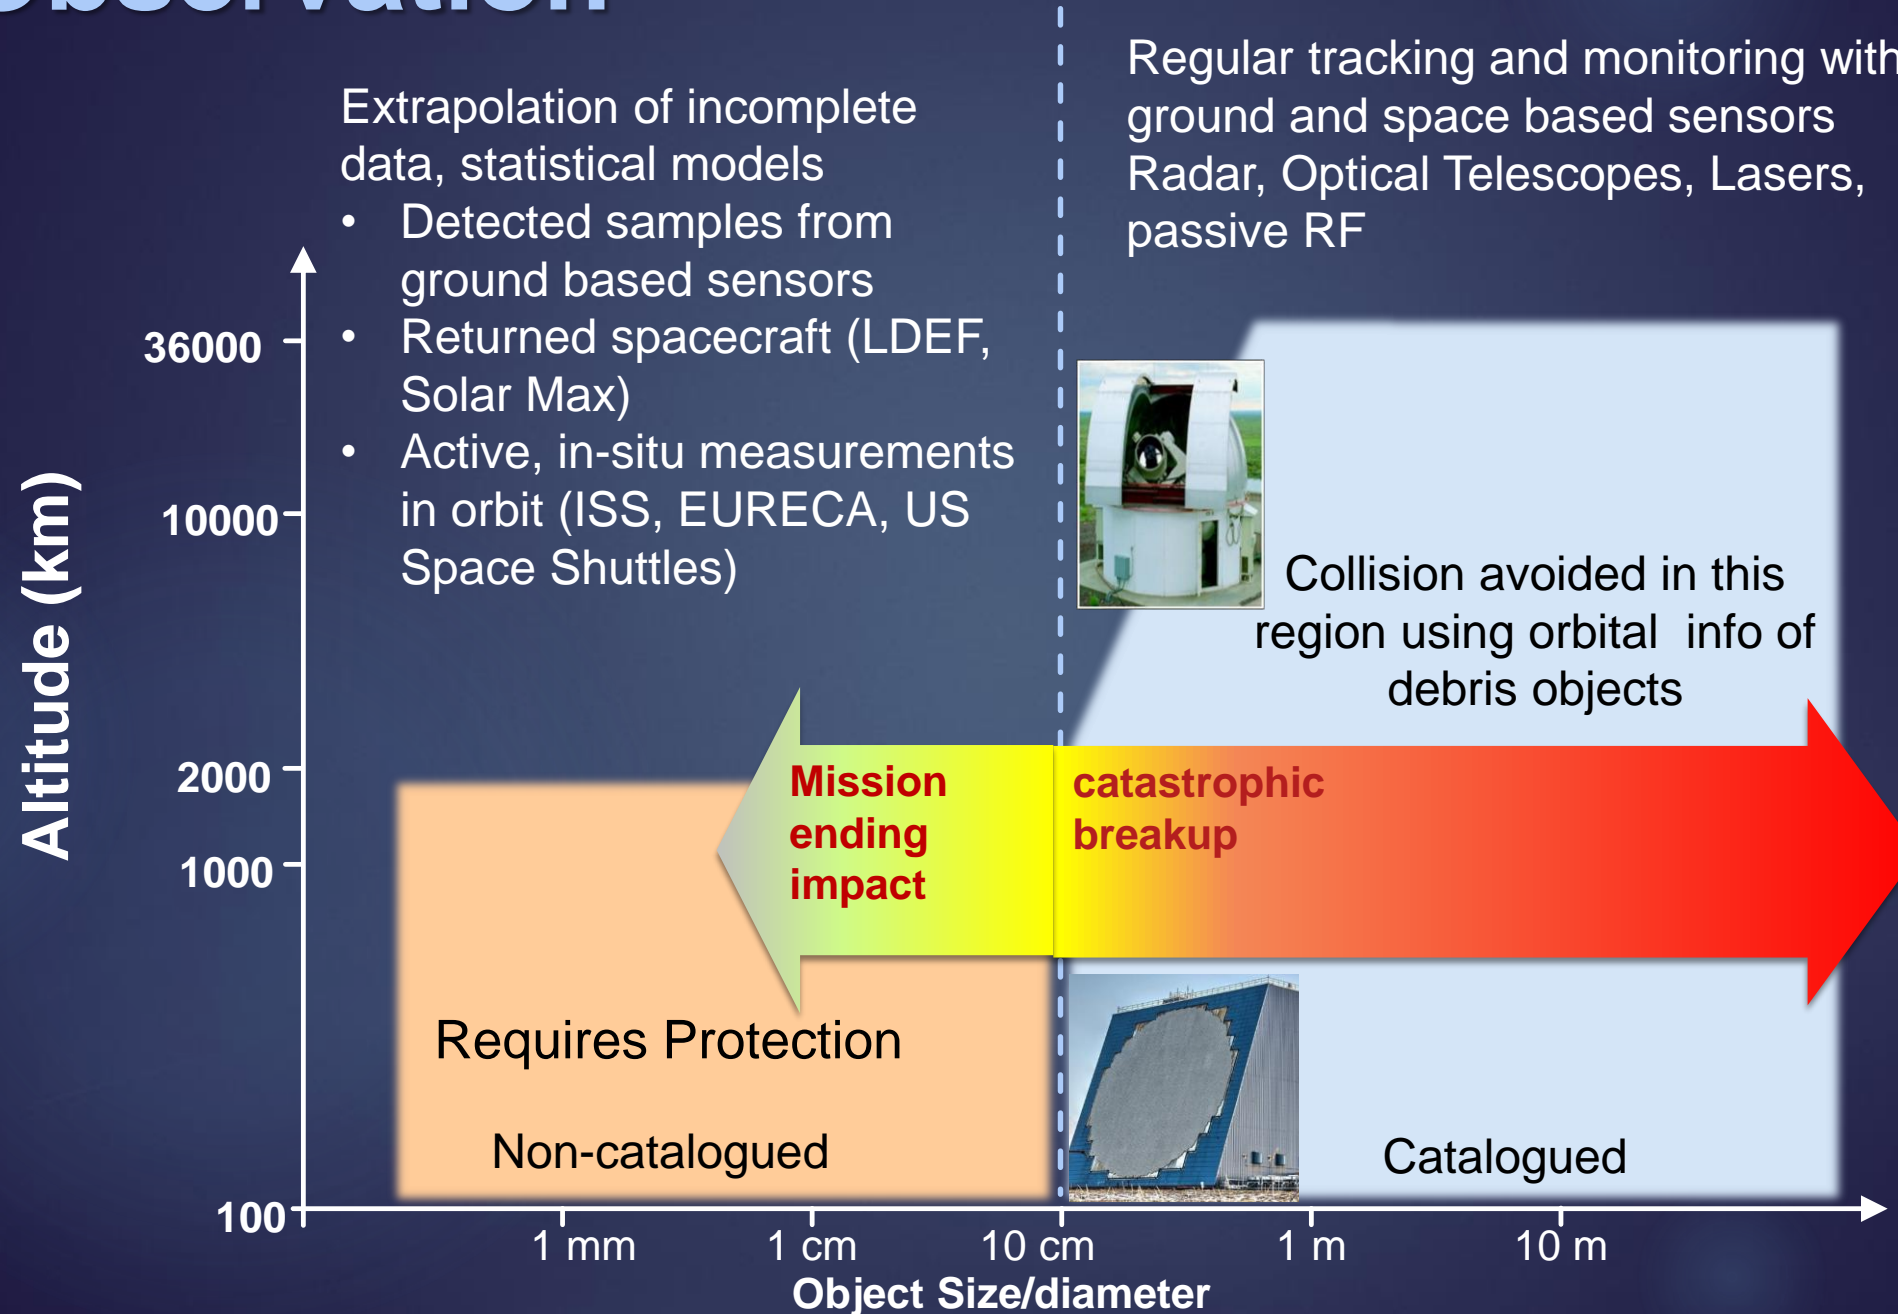 Observation
Extrapolation of incomplete
data, statistical models
• Detected samples from
ground based sensors
• Returned spacecraft (LDEF,
Solar Max)
• Active, in-situ measurements
in orbit (ISS, EURECA, US
Space Shuttles)
Regular tracking and monitoring with
ground and space based sensors
Radar, Optical Telescopes, Lasers,
passive RF
Altitude (km)
36000
10000
2000
1000
100
Collision avoided in this
region using orbital info of
debris objects
Mission
ending
impact
catastrophic
breakup
Requires Protection
Non-catalogued
Catalogued
1 mm
1 cm
10 cm
1 m
10 m
Object Size/diameter